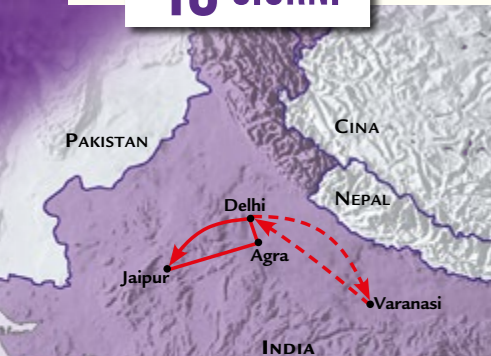 GIORNI
PAKISTAN
CINA
NEPAL
Delhi
Agra
Jaipur
Varanasi
INDIA